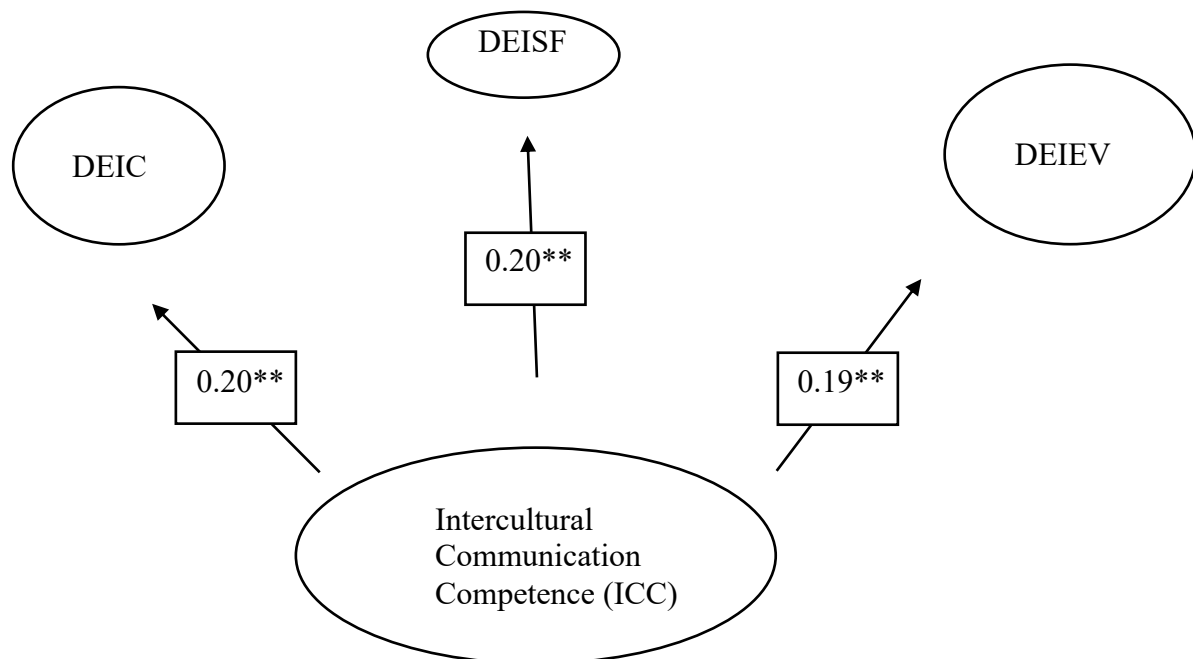 DEISF
DEIC
DEIEV
0.20**
0.20**
0.19**
Intercultural
Communication
Competence (ICC)